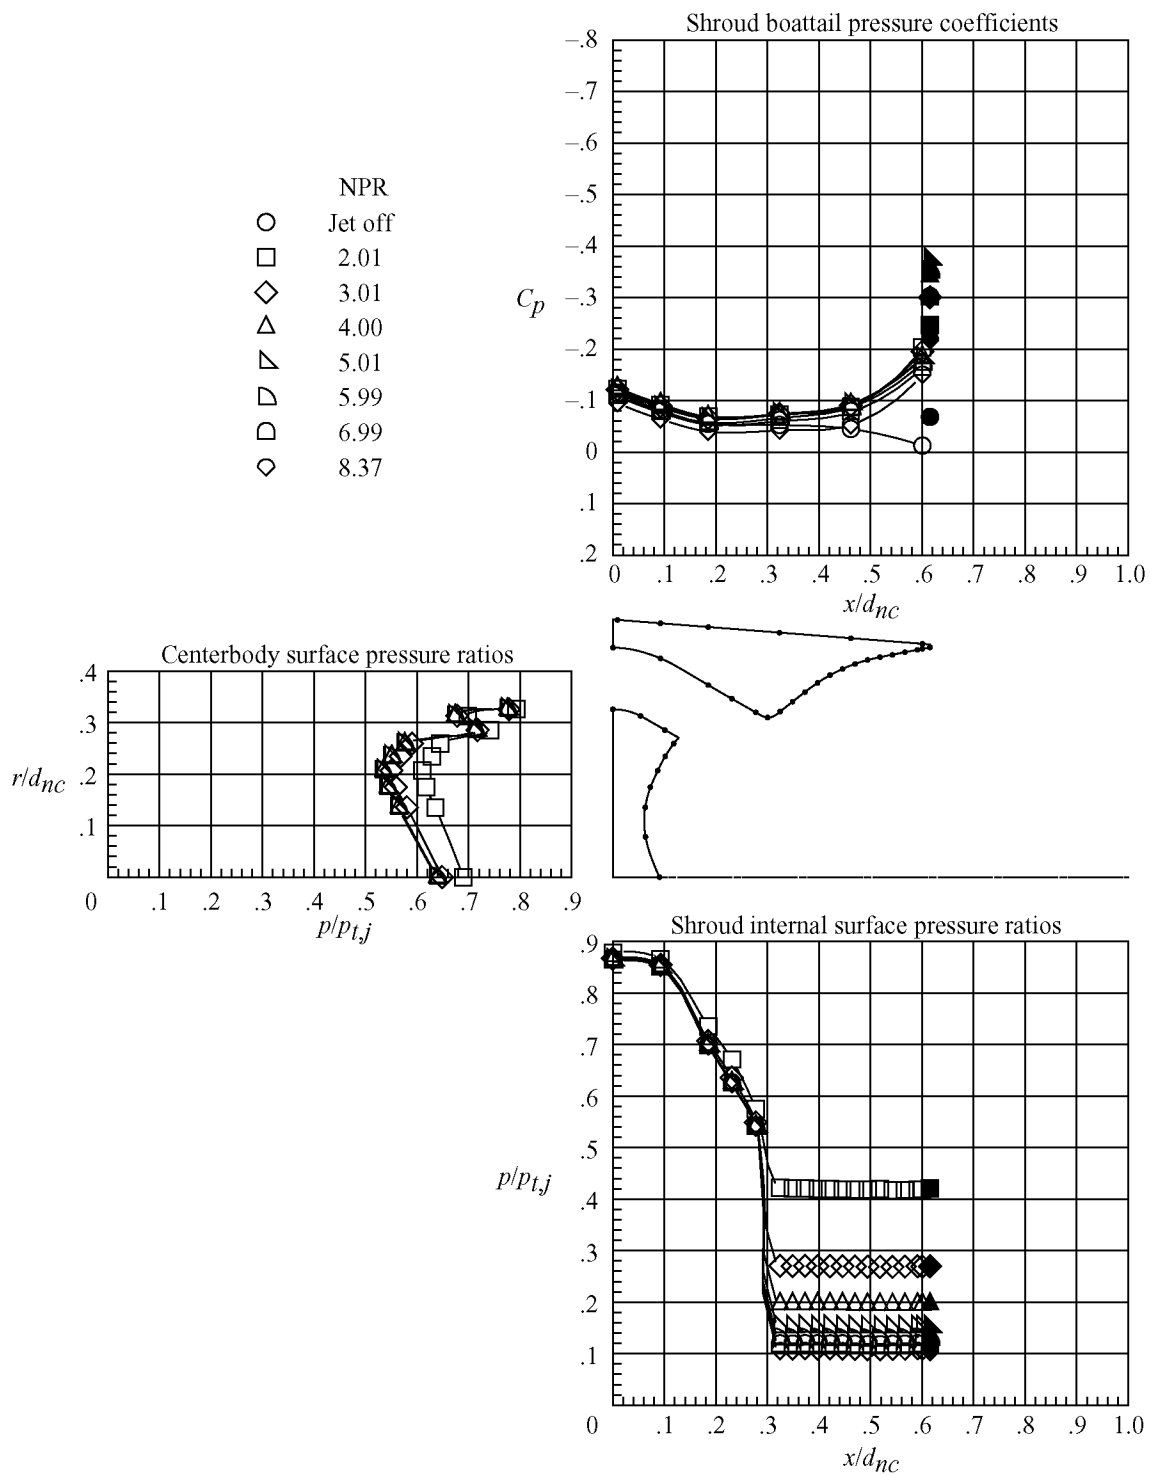 Shroud boattail pressure coefficients
–.8
–.7
–.6
–.5
–.4
–.3
–.2
–.1
0
.1
.2
C_p
0 .1 .2 .3 .4 .5 .6 .7 .8 .9 1.0
x/d_nc
NPR
Jet off
2.01
3.01
4.00
5.01
5.99
6.99
8.37
Centerbody surface pressure ratios
.4
.3
.2
.1
r/d_nc
0 .1 .2 .3 .4 .5 .6 .7 .8 .9
p/p_t,j
Shroud internal surface pressure ratios
.9
.8
.7
.6
.5
.4
.3
.2
.1
p/p_t,j
0 .1 .2 .3 .4 .5 .6 .7 .8 .9 1.0
x/d_nc